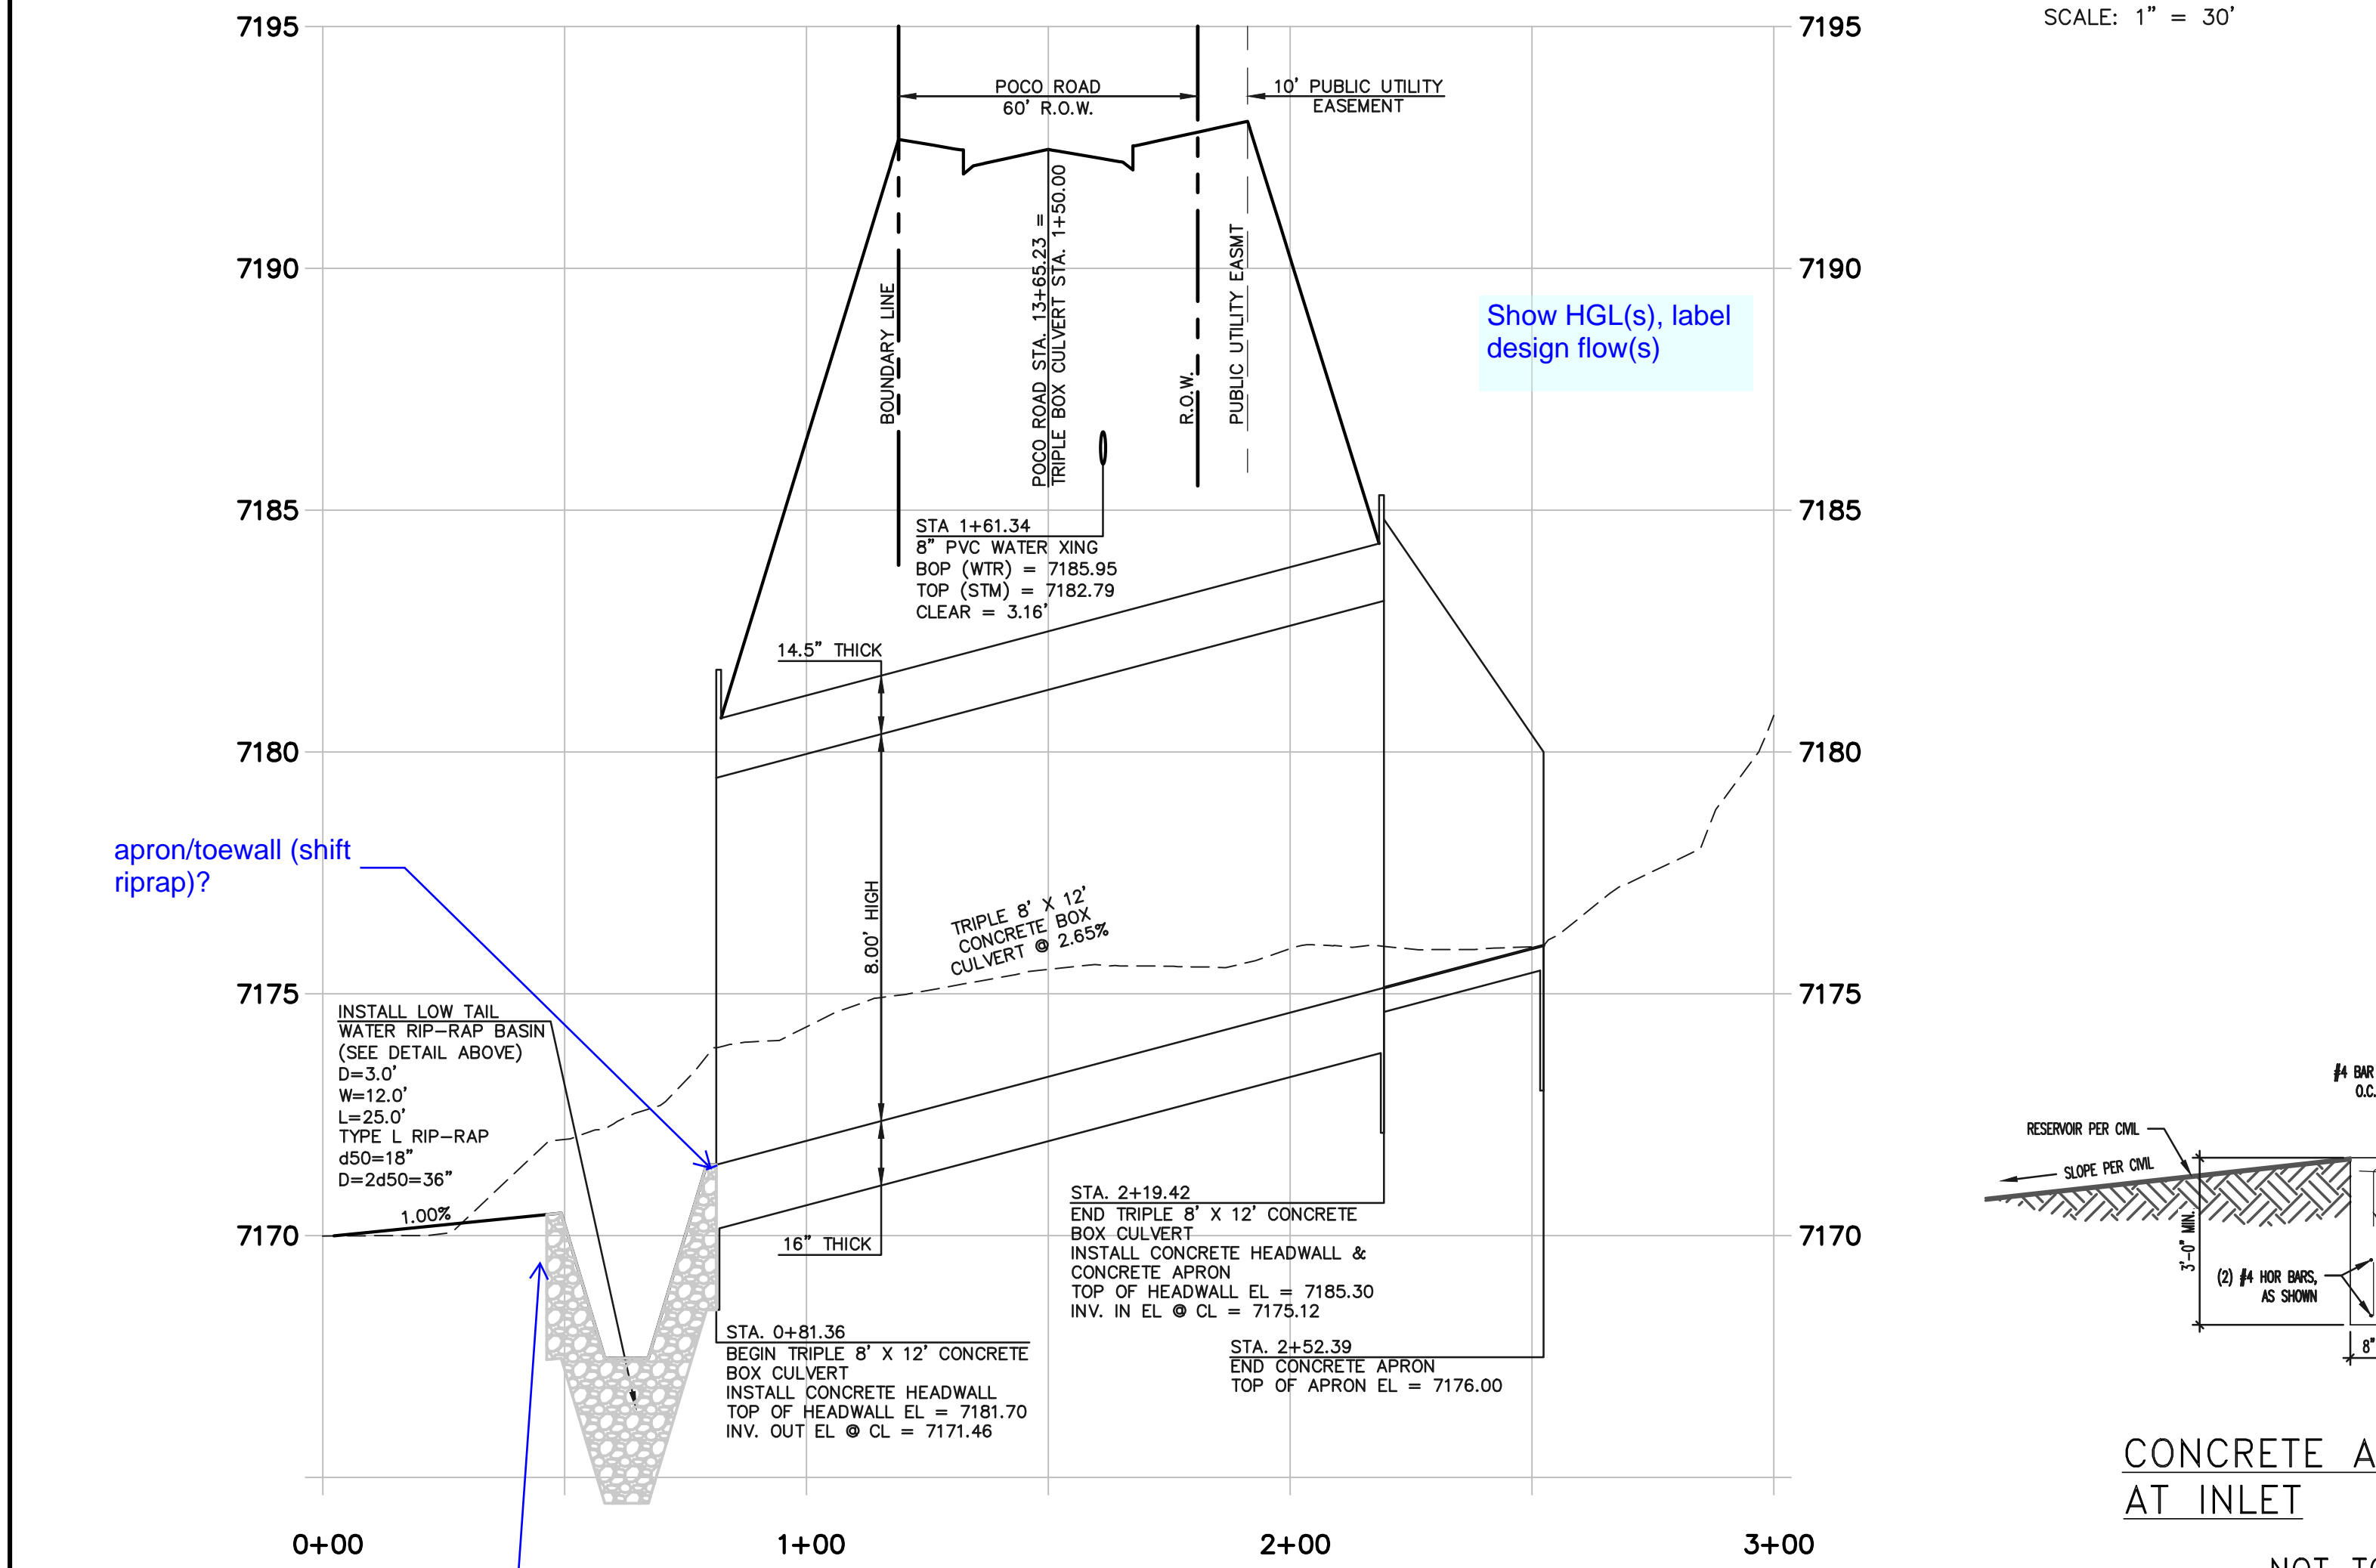 7195
7195
SCALE: 1" = 30'
POCO ROAD
60' R.O.W.
10' PUBLIC UTILITY
EASEMENT
7190
7190
BOUNDARY LINE
POCO ROAD STA. 13+65.23 =
TRIPLE BOX CULVERT STA. 1+50.00
R.O.W.
PUBLIC UTILITY EASMT
Show HGL(s), label
design flow(s)
7185
7185
STA 1+61.34
8" PVC WATER XING
BOP (WTR) = 7185.95
TOP (STM) = 7182.79
CLEAR = 3.16'
14.5" THICK
7180
7180
apron/toewall (shift
riprap)?
8.00' HIGH
TRIPLE 8' X 12'
CONCRETE BOX
CULVERT @ 2.65%
7175
7175
INSTALL LOW TAIL
WATER RIP-RAP BASIN
(SEE DETAIL ABOVE)
D=3.0'
W=12.0'
L=25.0'
TYPE L RIP-RAP
d50=18"
D=2d50=36"
1.00%
7170
7170
16" THICK
STA. 2+19.42
END TRIPLE 8' X 12' CONCRETE
BOX CULVERT
INSTALL CONCRETE HEADWALL &
CONCRETE APRON
TOP OF HEADWALL EL = 7185.30
INV. IN EL @ CL = 7175.12
STA. 0+81.36
BEGIN TRIPLE 8' X 12' CONCRETE
BOX CULVERT
INSTALL CONCRETE HEADWALL
TOP OF HEADWALL EL = 7181.70
INV. OUT EL @ CL = 7171.46
STA. 2+52.39
END CONCRETE APRON
TOP OF APRON EL = 7176.00
#4 BAR
O.C.
RESERVOIR PER CIVIL
SLOPE PER CIVIL
3'-0" MIN.
(2) #4 HOR BARS,
AS SHOWN
8"
CONCRETE A
AT INLET
NOT TO
0+00
1+00
2+00
3+00